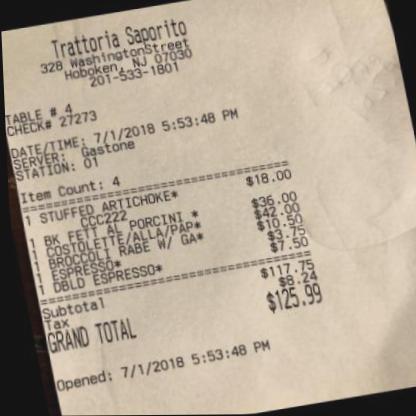 Trattoria Saporito
328 WashingtonStreet
Hoboken, NJ 07030
201-533-1801
TABLE # 4
CHECK# 27273
DATE/TIME: 7/1/2018 5:53:48 PM
SERVER: Gastone
STATION: 01
Item Count: 4
==========================================
1 STUFFED ARTICHOKE* $18.00
CCC222
1 BK FETT AL PORCINI * $36.00
1 COSTOLETTE/ALLA/PAP* $42.00
1 BROCCOLI RABE W/ GA* $10.50
1 ESPRESSO* $3.75
1 DBLD ESPRESSO* $7.50
==========================================
Subtotal $117.75
Tax $8.24
GRAND TOTAL $125.99
Opened: 7/1/2018 5:53:48 PM